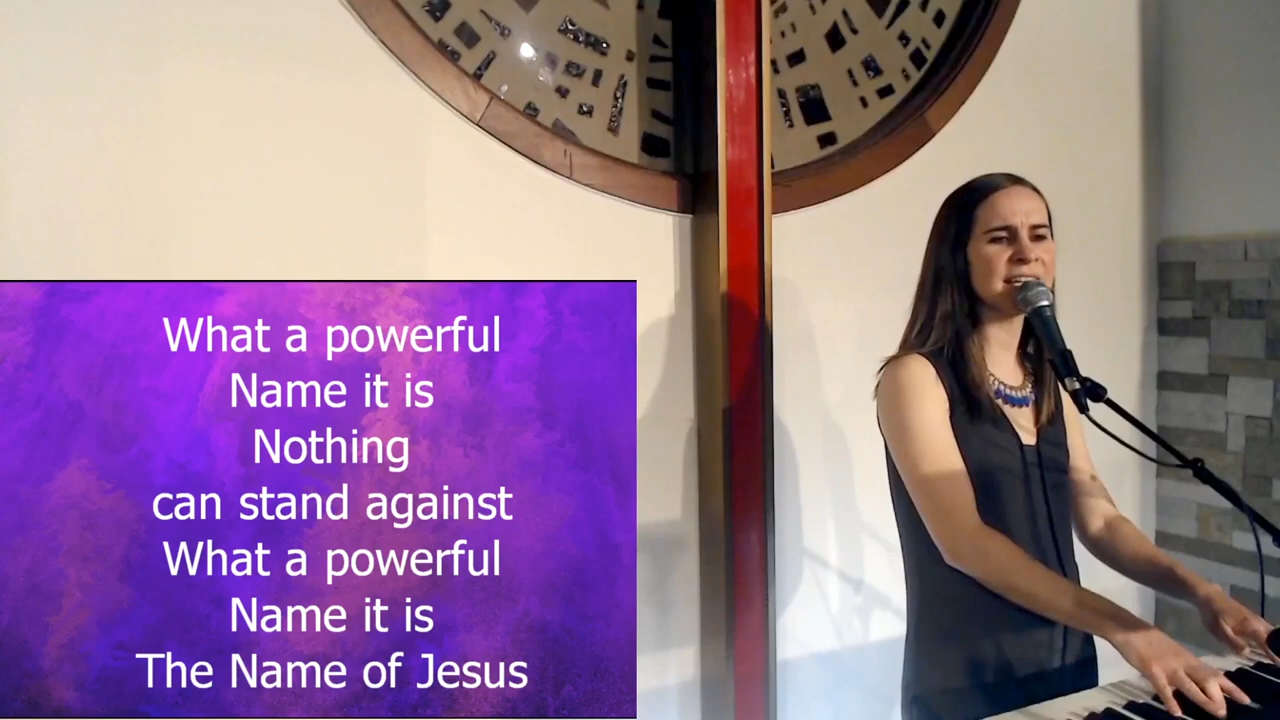 What a powerful
Name it is
Nothing
can stand against
What a powerful
Name it is
The Name of Jesus